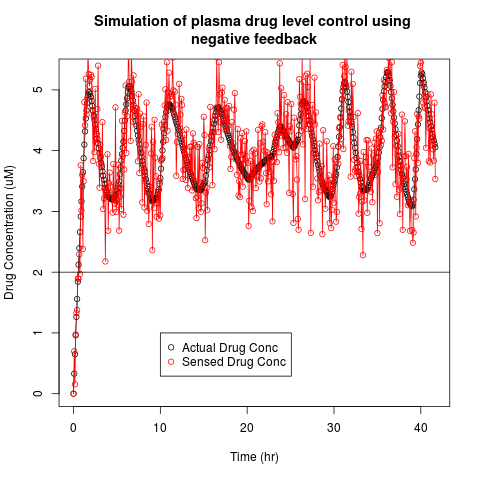 Simulation of plasma drug level control using
negative feedback
Drug Concentration (uM)
5
4
3
2
1
0
Actual Drug Conc
Sensed Drug Conc
0 10 20 30 40
Time (hr)